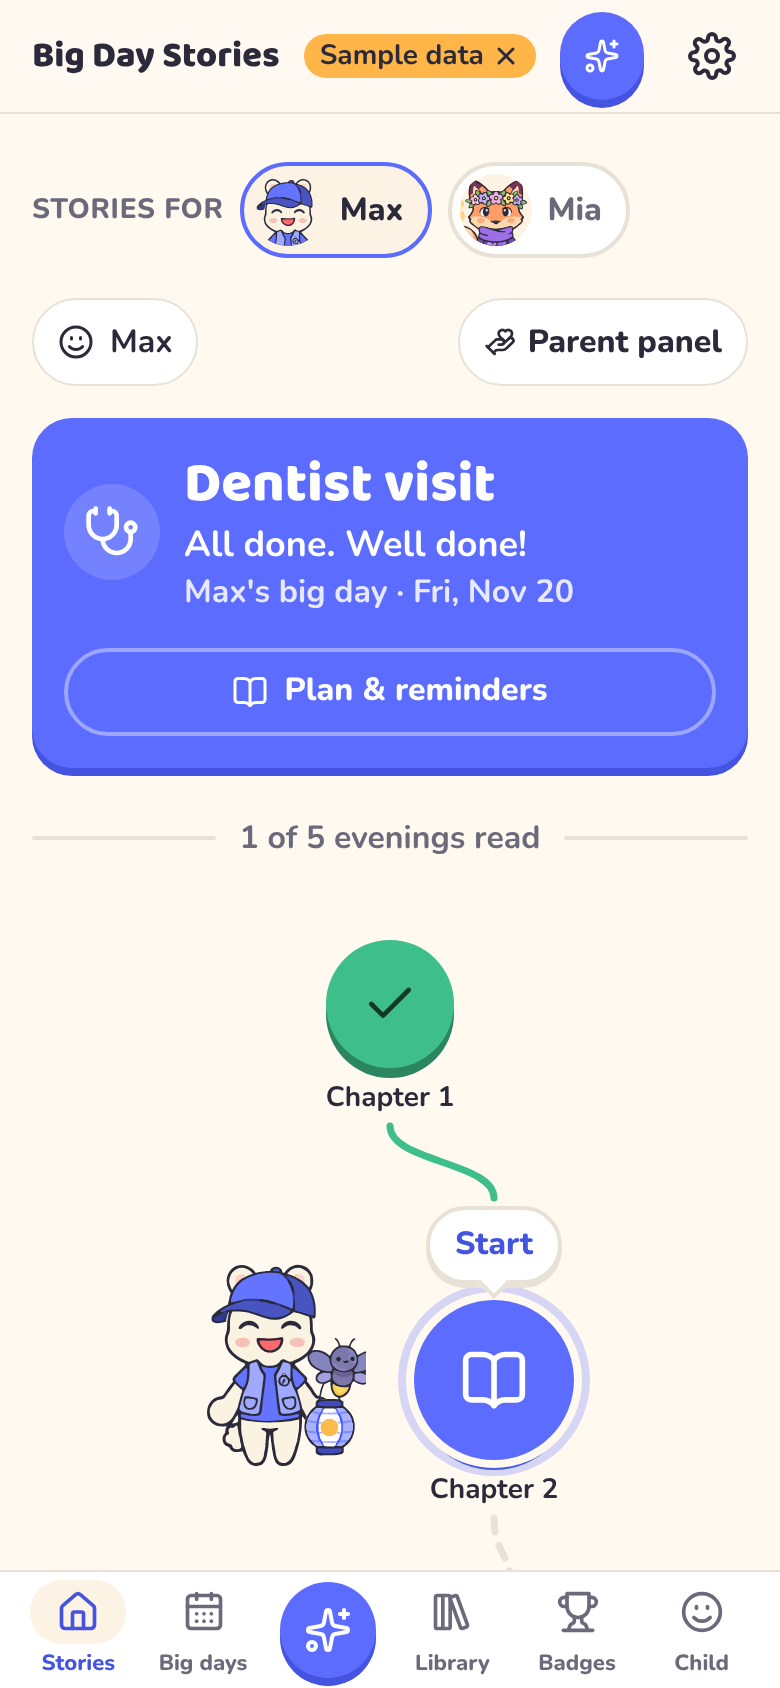 Big Day Stories
Sample data
STORIES FOR
Max
Mia
Max
Parent panel
Dentist visit
All done. Well done!
Max's big day · Fri, Nov 20
Plan & reminders
1 of 5 evenings read
Chapter 1
Start
Chapter 2
Stories
Big days
Library
Badges
Child